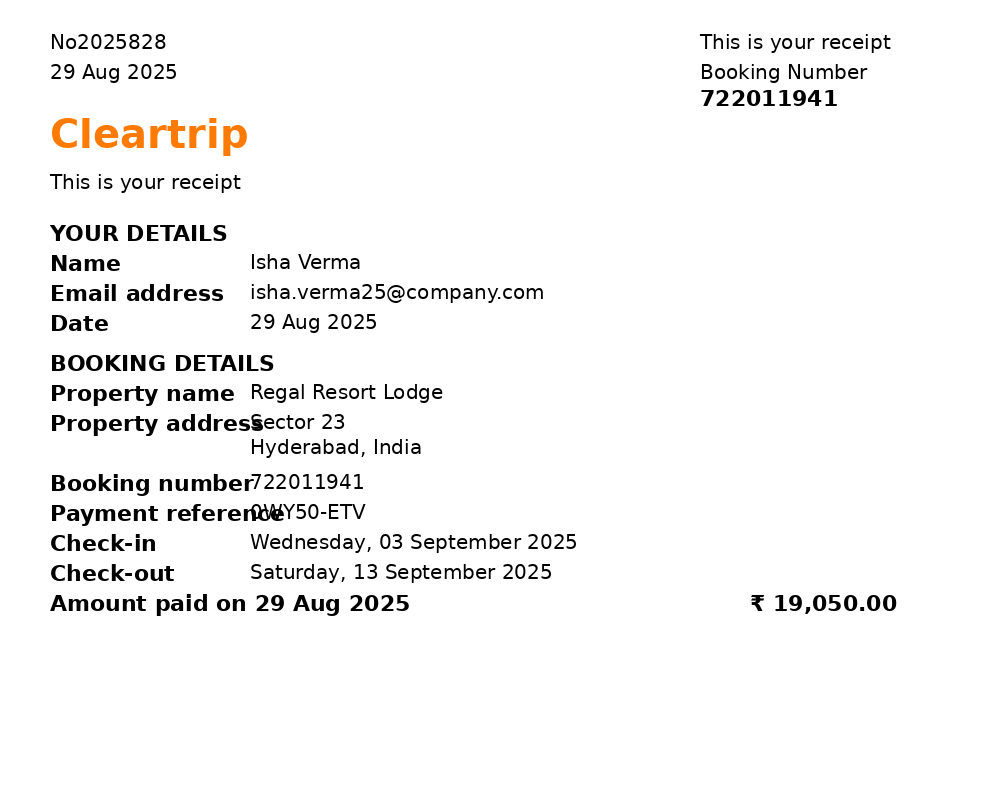 No2025828
29 Aug 2025
This is your receipt
Booking Number
722011941
Cleartrip
This is your receipt
YOUR DETAILS
Name Isha Verma
Email address isha.verma25@company.com
Date 29 Aug 2025
BOOKING DETAILS
Property name Regal Resort Lodge
Property address Sector 23
Hyderabad, India
Booking number 722011941
Payment reference 0WY50-ETV
Check-in Wednesday, 03 September 2025
Check-out Saturday, 13 September 2025
Amount paid on 29 Aug 2025 ₹ 19,050.00